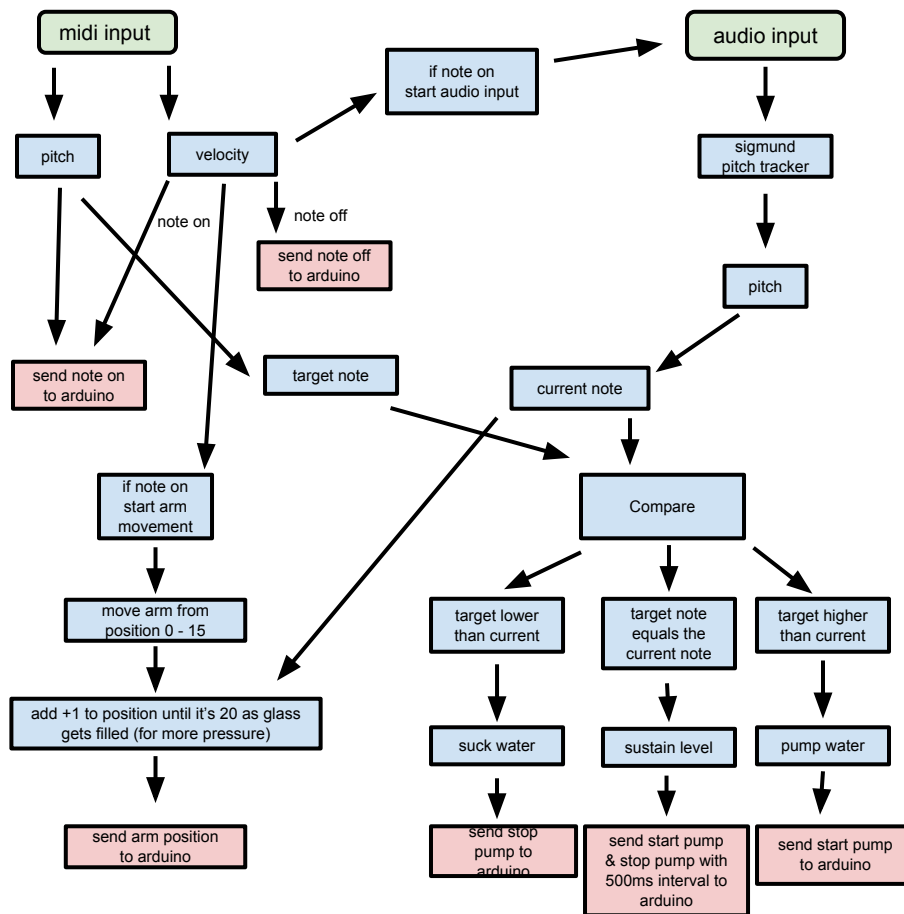 midi input
audio input
if note on
start audio input
pitch
velocity
sigmund
pitch tracker
note on
note off
send note off
to arduino
pitch
send note on
to arduino
target note
current note
if note on
start arm
movement
Compare
move arm from
position 0 - 15
target lower
than current
target note
equals the
current note
target higher
than current
add +1 to position until it's 20 as glass
gets filled (for more pressure)
suck water
sustain level
pump water
send arm position
to arduino
send stop
pump to
arduino
send start pump
& stop pump with
500ms interval to
arduino
send start pump
to arduino